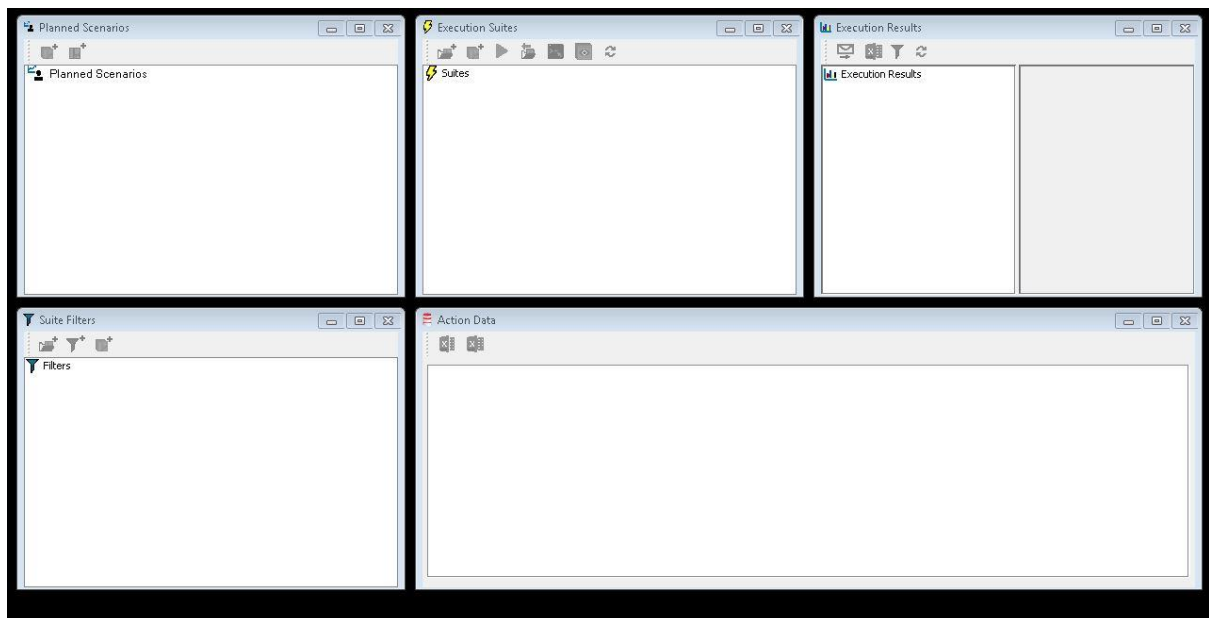 Planned Scenarios
Planned Scenarios
Execution Suites
Suites
Execution Results
Execution Results
Suite Filters
Filters
Action Data